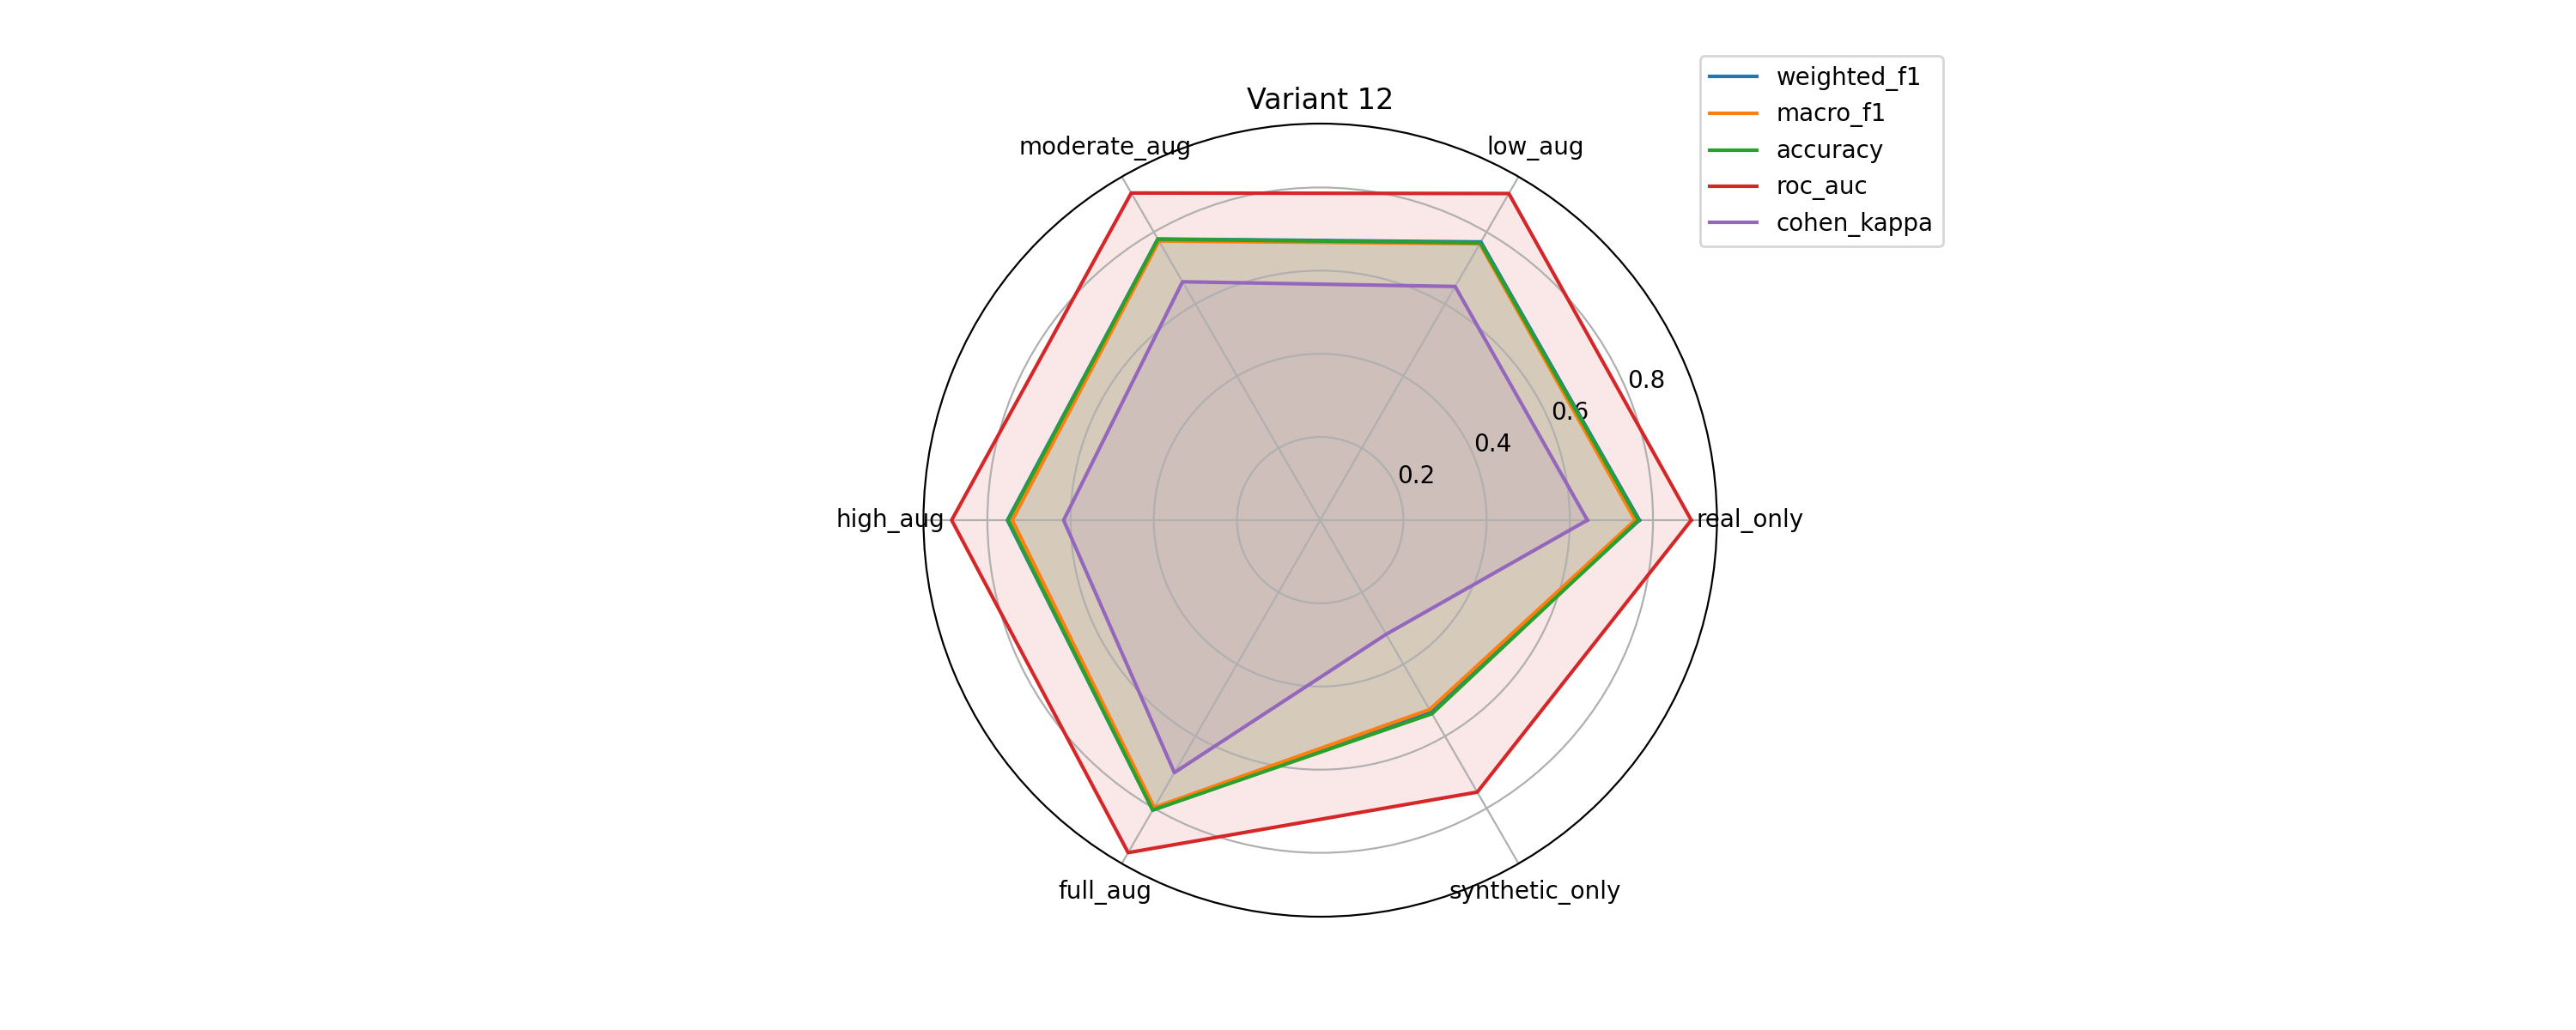 Variant 12
weighted_f1
macro_f1
accuracy
roc_auc
cohen_kappa
moderate_aug
low_aug
high_aug
real_only
full_aug
synthetic_only
0.8
0.6
0.4
0.2